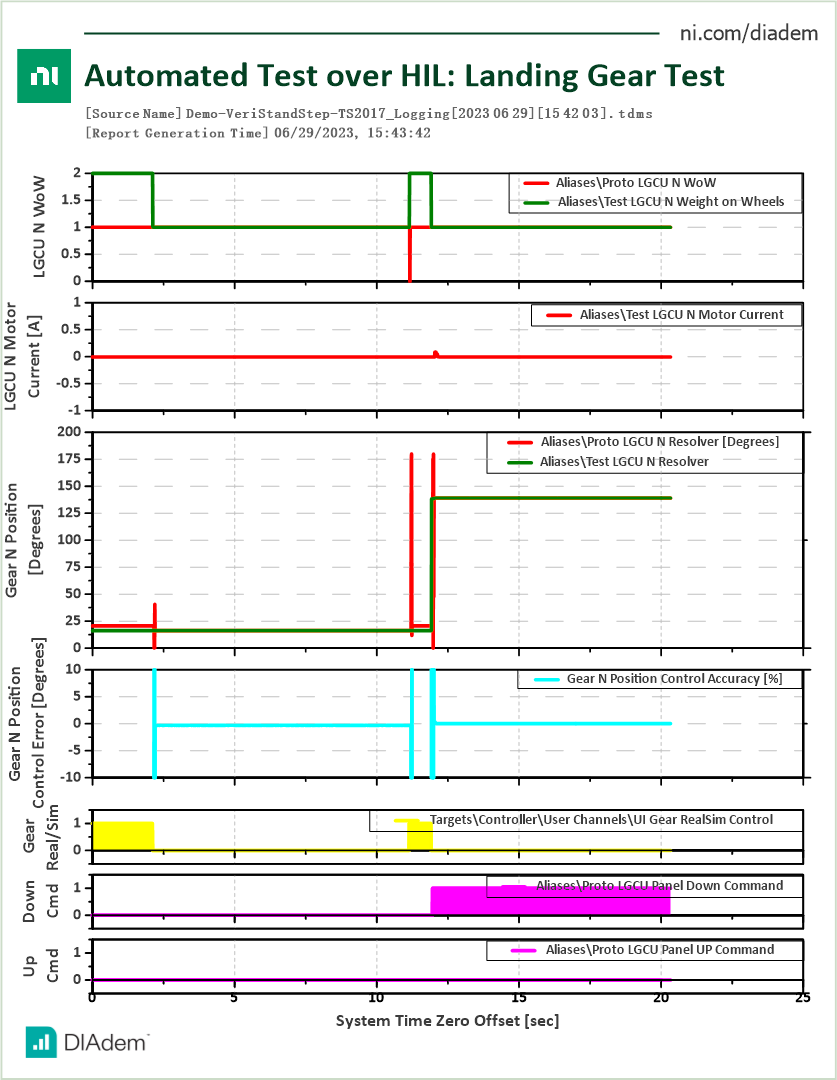 ni.com/diadem
ni
Automated Test over HIL: Landing Gear Test
[Source Name] Demo-VeriStandStep-TS2017_Logging[2023 06 29][15 42 03].tdms
[Report Generation Time] 06/29/2023, 15:43:42
LGCU N WoW
2
1.5
1
0.5
0
Aliases\Proto LGCU N WoW
Aliases\Test LGCU N Weight on Wheels
LGCU N Motor
Current [A]
1
0.5
0
-0.5
-1
Aliases\Test LGCU N Motor Current
Gear N Position
[Degrees]
200
175
150
125
100
75
50
25
0
Aliases\Proto LGCU N Resolver [Degrees]
Aliases\Test LGCU N Resolver
Gear N Position
Control Error [Degrees]
10
5
0
-5
-10
Gear N Position Control Accuracy [%]
Gear
Real/Sim
1
0
Targets\Controller\User Channels\UI Gear RealSim Control
Down
Cmd
1
0
Aliases\Proto LGCU Panel Down Command
Up
Cmd
1
0
Aliases\Proto LGCU Panel UP Command
0 5 10 15 20 25
System Time Zero Offset [sec]
DIAdem™